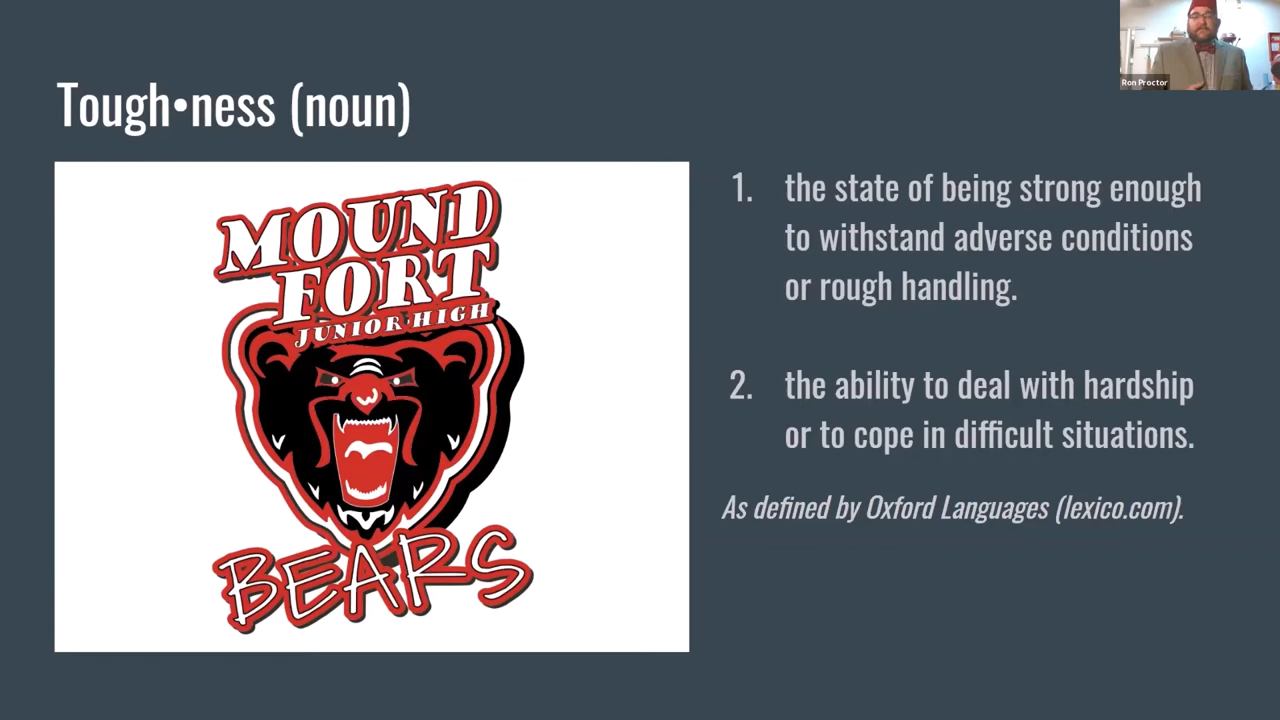 Ron Proctor
Tough•ness (noun)
MOUND
FORT
JUNIOR HIGH
BEARS
1. the state of being strong enough
to withstand adverse conditions
or rough handling.
2. the ability to deal with hardship
or to cope in difficult situations.
As defined by Oxford Languages (lexico.com).